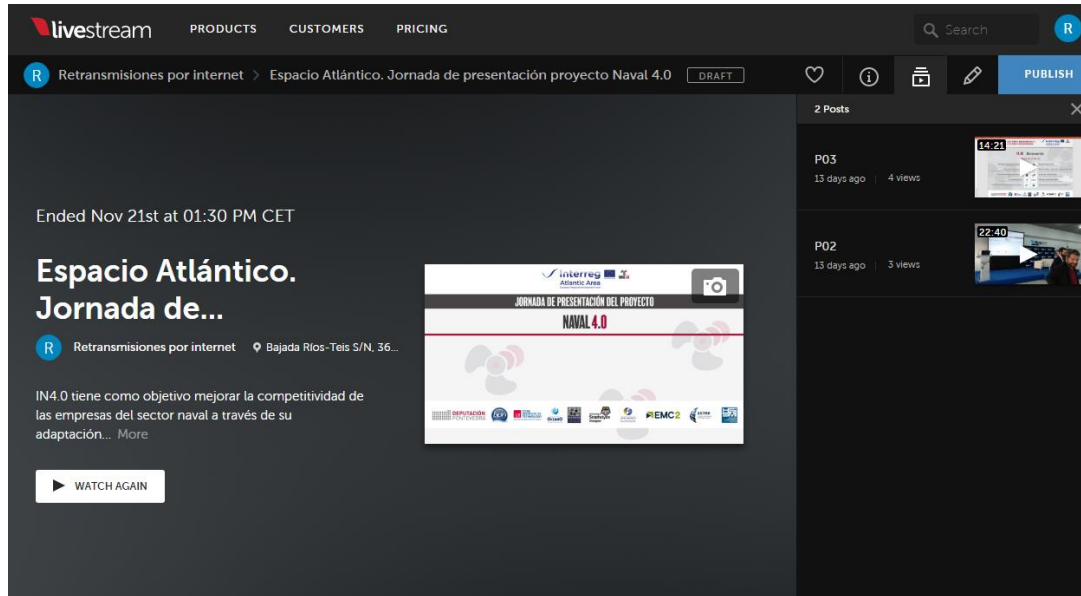 livestream PRODUCTS CUSTOMERS PRICING Search R
R Retransmisiones por internet > Espacio Atlántico. Jornada de presentación proyecto Naval 4.0 DRAFT PUBLISH
2 Posts
14:21
P03
13 days ago | 4 views
22:40
P02
13 days ago | 3 views
Ended Nov 21st at 01:30 PM CET
Espacio Atlántico.
Jornada de...
R Retransmisiones por internet Bajada Ríos-Teis S/N, 36...
IN4.0 tiene como objetivo mejorar la competitividad de
las empresas del sector naval a través de su
adaptación... More
WATCH AGAIN
Interreg
Atlantic Area
JORNADA DE PRESENTACIÓN DEL PROYECTO
NAVAL 4.0
DEPUTACIÓN
PONTEVEDRA
EMC2